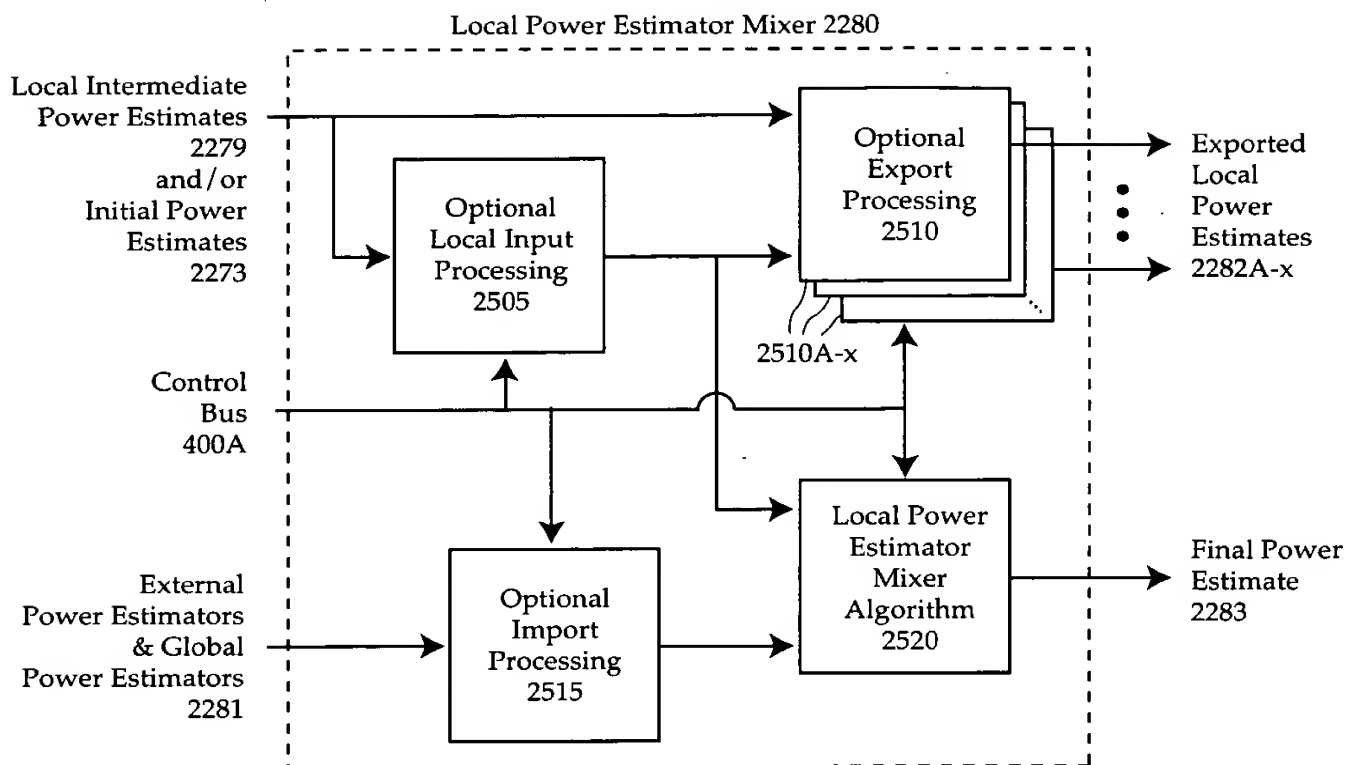 Local Power Estimator Mixer 2280
Local Intermediate
Power Estimates
2279
and/or
Initial Power
Estimates
2273
Optional
Local Input
Processing
2505
Optional
Export
Processing
2510
2510A-x
Exported
Local
Power
Estimates
2282A-x
Control
Bus
400A
External
Power Estimators
& Global
Power Estimators
2281
Optional
Import
Processing
2515
Local Power
Estimator
Mixer
Algorithm
2520
Final Power
Estimate
2283